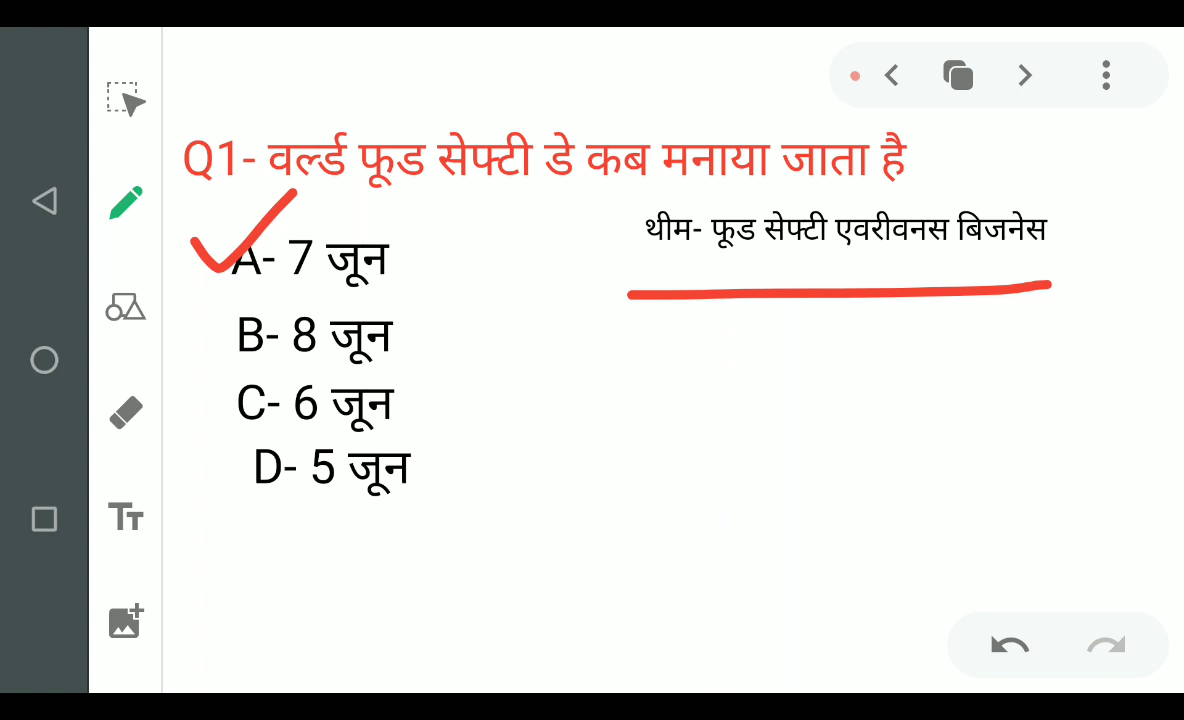 Q1- वर्ल्ड फूड सेफ्टी डे कब मनाया जाता है
थीम- फूड सेफ्टी एवरीवनस बिजनेस
A- 7 जून
B- 8 जून
C- 6 जून
D- 5 जून